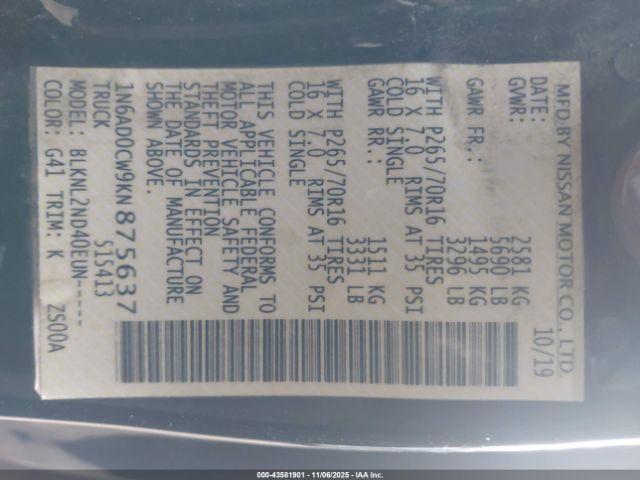 MFD.BY NISSAN MOTOR CO., LTD.
DATE: 10/19
GVWR: 2581 KG
5690 LB
GAWR FR.: 1495 KG
3296 LB
WITH P265/70R16 TIRES
16 X 7.0 RIMS AT 35 PSI
COLD SINGLE
GAWR RR.: 1511 KG
3331 LB
WITH P265/70R16 TIRES
16 X 7.0 RIMS AT 35 PSI
COLD SINGLE
THIS VEHICLE CONFORMS TO
ALL APPLICABLE FEDERAL
MOTOR VEHICLE SAFETY AND
THEFT PREVENTION
STANDARDS IN EFFECT ON
THE DATE OF MANUFACTURE
SHOWN ABOVE.
1N6AD0CW9KN875637
TRUCK 515413
MODEL: BLKNLB2ND40EUN-----
COLOR: G41 TRIM: K 2S00A
000-43581901 - 11/06/2025 - IAA Inc.